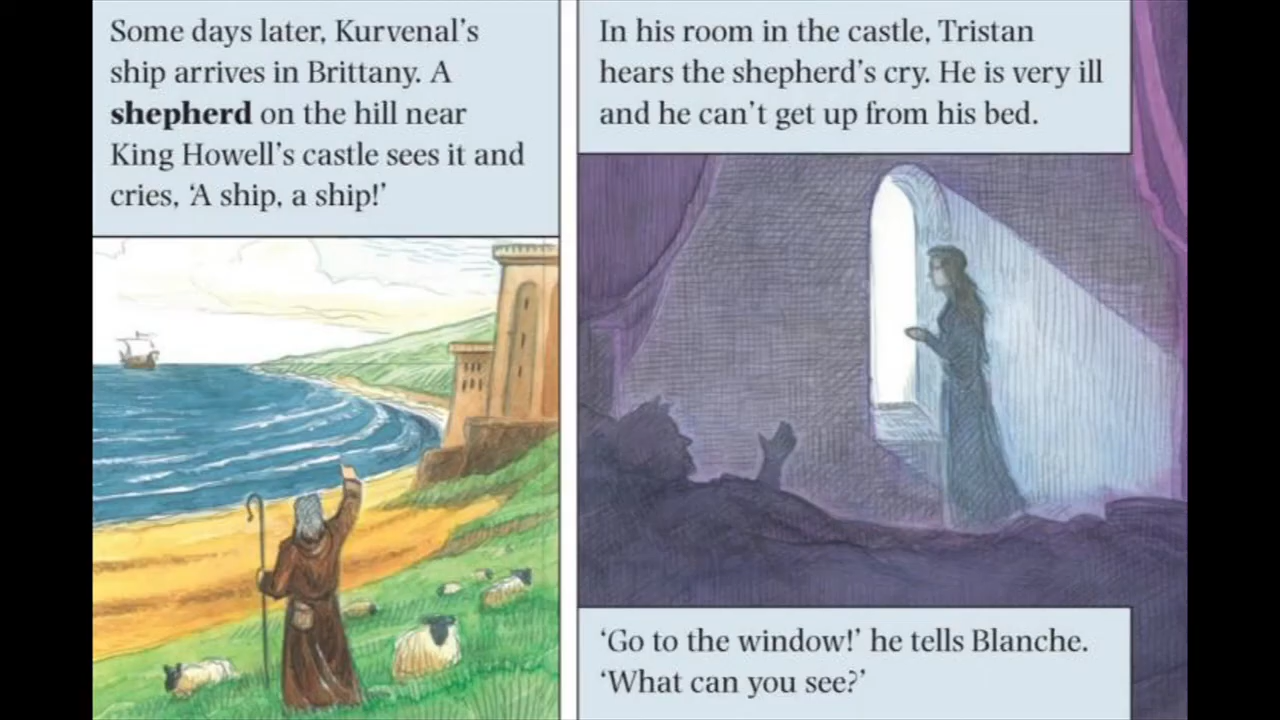 Some days later, Kurvenal’s
ship arrives in Brittany. A
shepherd on the hill near
King Howell’s castle sees it and
cries, ‘A ship, a ship!’
In his room in the castle, Tristan
hears the shepherd’s cry. He is very ill
and he can’t get up from his bed.
‘Go to the window!’ he tells Blanche.
‘What can you see?’